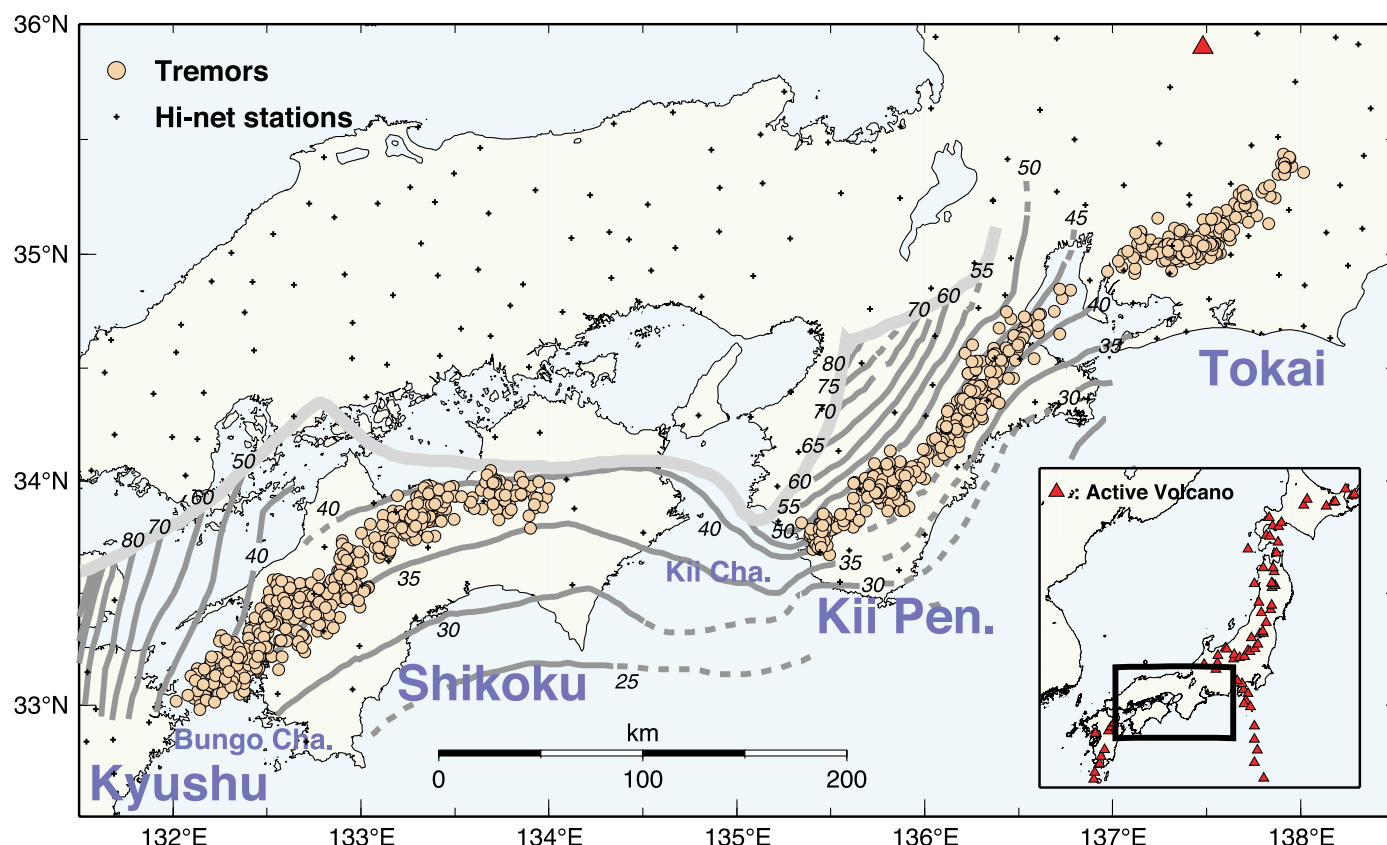 36°N
35°N
34°N
33°N
Tremors
Hi-net stations
50
45
55
60
70
40
35
30
80
75
70
65
60
55
50
35
30
50
60
70
80
40
40
35
30
25
40
Tokai
Kii Cha.
Kii Pen.
Shikoku
Bungo Cha.
Kyushu
km
0 100 200
: Active Volcano
132°E 133°E 134°E 135°E 136°E 137°E 138°E